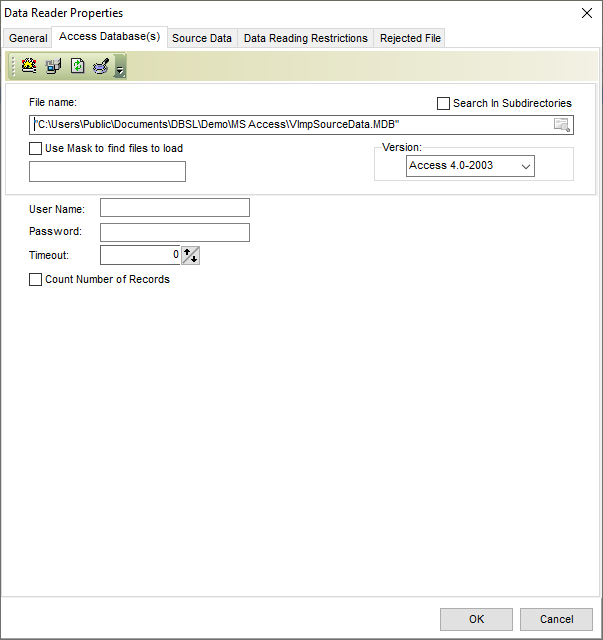 Data Reader Properties
General Access Database(s) Source Data Data Reading Restrictions Rejected File
File name:
Search In Subdirectories
"C:\Users\Public\Documents\DBSL\Demo\MS Access\VImpSourceData.MDB"
Use Mask to find files to load
Version:
Access 4.0-2003
User Name:
Password:
Timeout: 0
Count Number of Records
OK Cancel